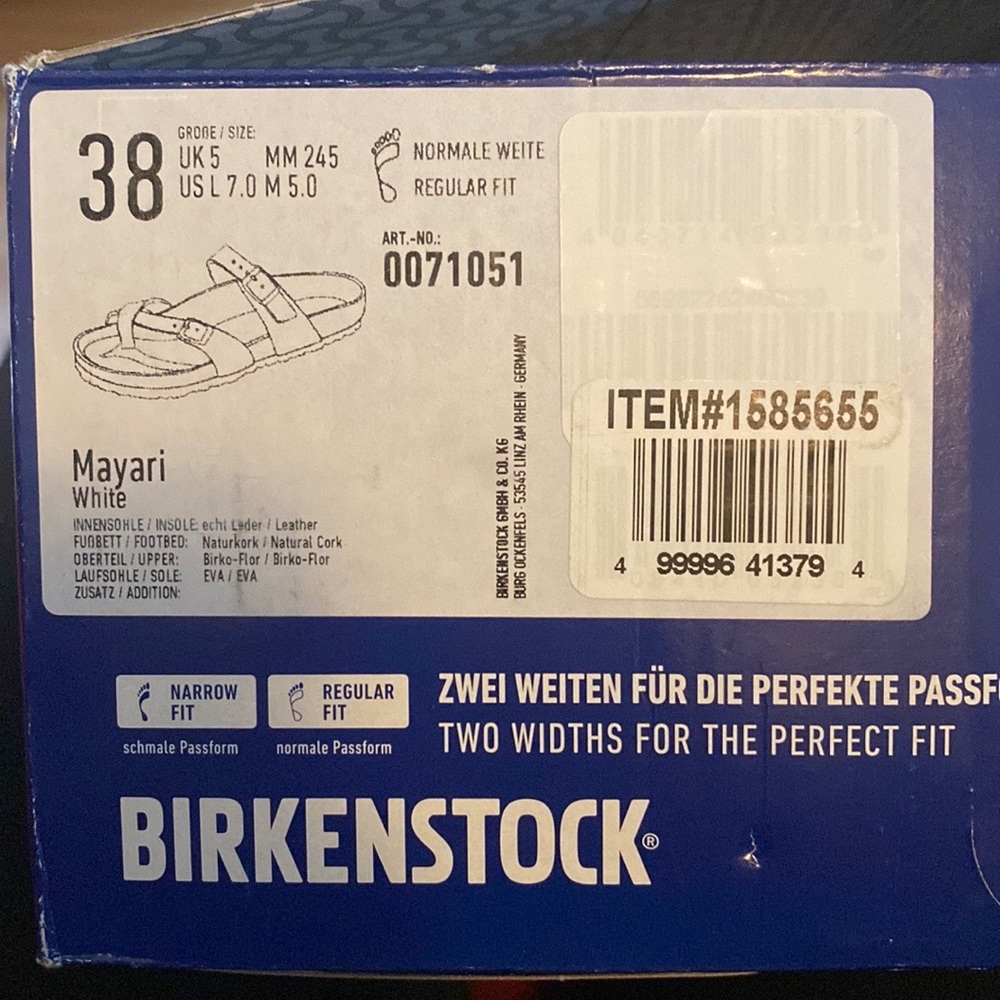 38
GRÖßE / SIZE:
UK 5 MM 245
US L 7.0 M 5.0
NORMALE WEITE
REGULAR FIT
ART.-NO.:
0071051
Mayari
White
INNENSOHLE / INSOLE: echt Leder / Leather
FUßBETT / FOOTBED: Naturkork / Natural Cork
OBERTEIL / UPPER: Birko-Flor / Birko-Flor
LAUFSOHLE / SOLE: EVA / EVA
ZUSATZ / ADDITION:
BIRKENSTOCK GMBH & CO. KG
BURG OCKENFELS - 53545 LINZ AM RHEIN - GERMANY
ITEM#1585655
4 99996 41379 4
NARROW FIT
schmale Passform
REGULAR FIT
normale Passform
ZWEI WEITEN FÜR DIE PERFEKTE PASSF
TWO WIDTHS FOR THE PERFECT FIT
BIRKENSTOCK®